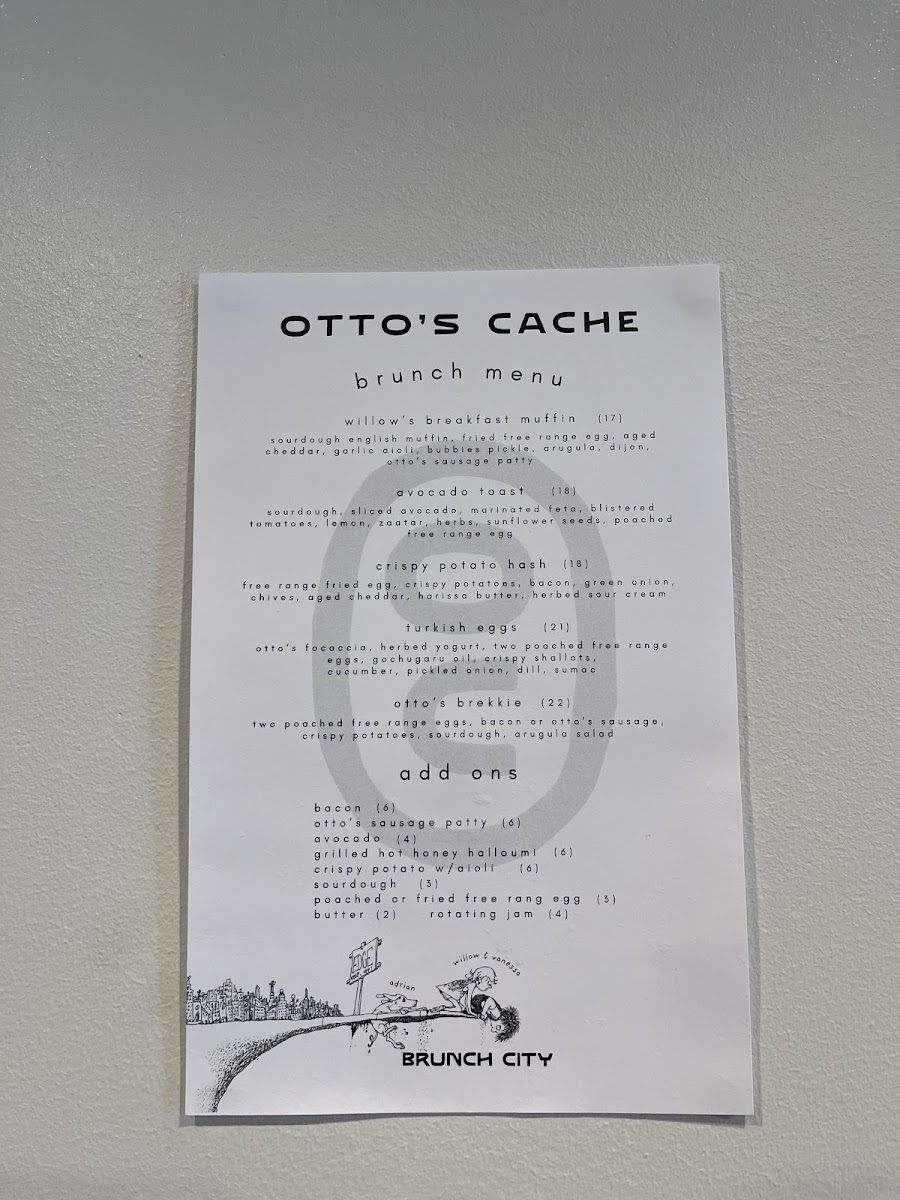 OTTO'S CACHE
brunch menu
willow's breakfast muffin (17)
sourdough english muffin, fried free range egg, aged
cheddar, garlic aioli, bubbies pickle, arugula, dijon,
otto's sausage patty
avocado toast (18)
sourdough, sliced avocado, marinated feta, blistered
tomatoes, lemon, zaatar, herbs, sunflower seeds, poached
free range egg
crispy potato hash (18)
free range fried egg, crispy potatoes, bacon, green onion,
chives, aged cheddar, harissa butter, herbed sour cream
turkish eggs (21)
otto's focaccia, herbed yogurt, two poached free range
eggs, gochugaru oil, crispy shallots,
cucumber, pickled onion, dill, sumac
otto's brekkie (22)
two poached free range eggs, bacon or otto's sausage,
crispy potatoes, sourdough, arugula salad
add ons
bacon (6)
otto's sausage patty (6)
avocado (4)
grilled hot honey halloumi (6)
crispy potato w/aioli (6)
sourdough (3)
poached or fried free rang egg (3)
butter (2) rotating jam (4)
EDGE
adrian
willow & vanessa
BRUNCH CITY